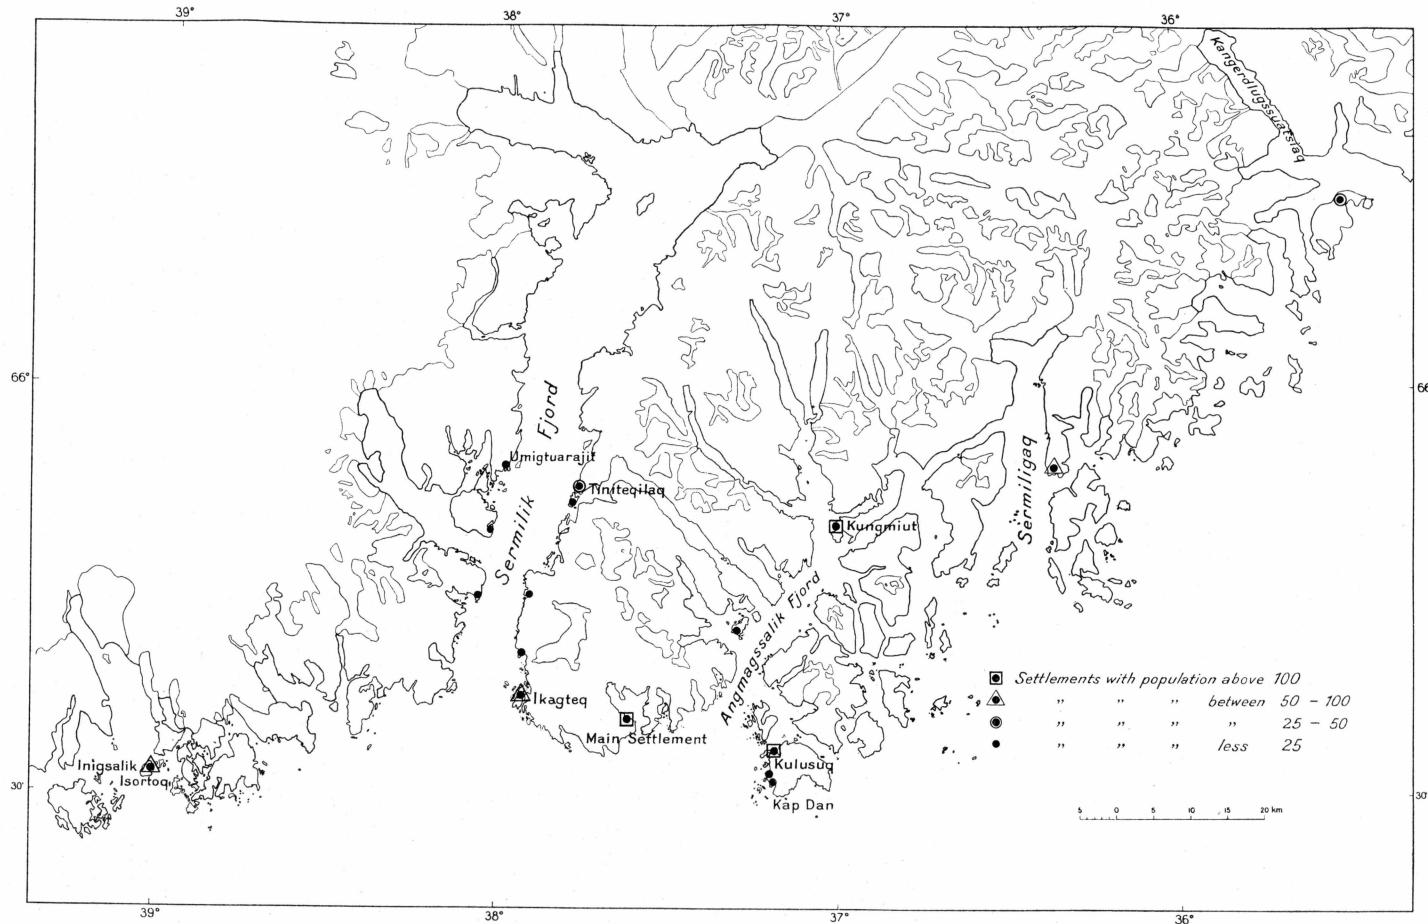 39° 38° 37° 36°
Kangerdlugssuatsiaq
66° 66
Fjord
Umigtuarajit
Sermilik
Tiniteqilaq
Sermiligaq
Kungmiut
Angmagssalik Fjord
Ikagteq
Main Settlement
Inigsalik
Isortoq
Kulusuq
Kap Dan
Settlements with population above 100
" " " between 50 - 100
" " " " 25 - 50
" " " less 25
30' 30'
5 0 5 10 15 20 km
39° 38° 37° 36°